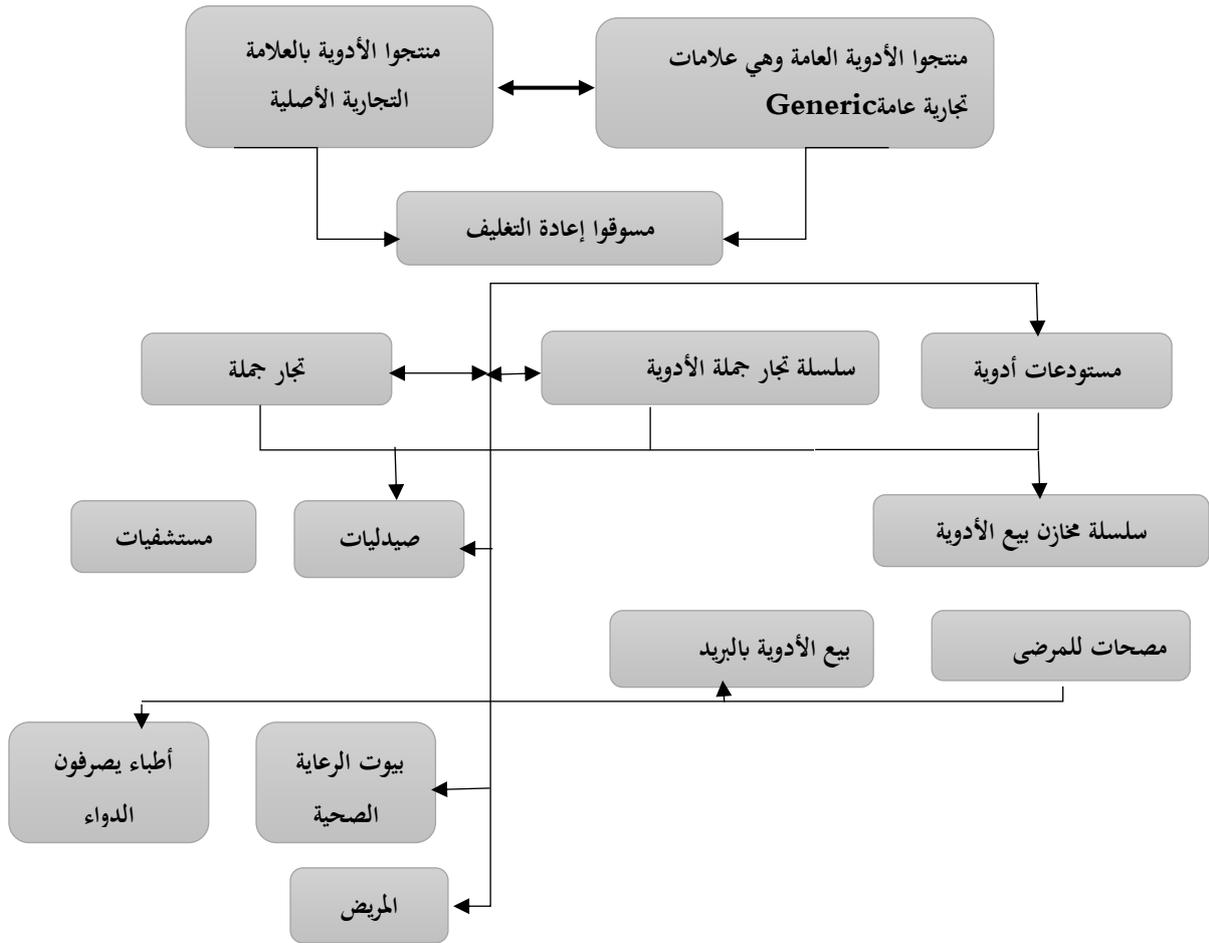 منتجوا الأدوية العامة وهي علامات
تجارية عامةGeneric
منتجوا الأدوية بالعلامة
التجارية الأصلية
مسوقوا إعادة التغليف
مستودعات أدوية
سلسلة تجار جملة الأدوية
تجار جملة
سلسلة مخازن بيع الأدوية
صيدليات
مستشفيات
مصحات للمرضى
بيع الأدوية بالبريد
بيوت الرعاية
الصحية
أطباء يصرفون
الدواء
المريض